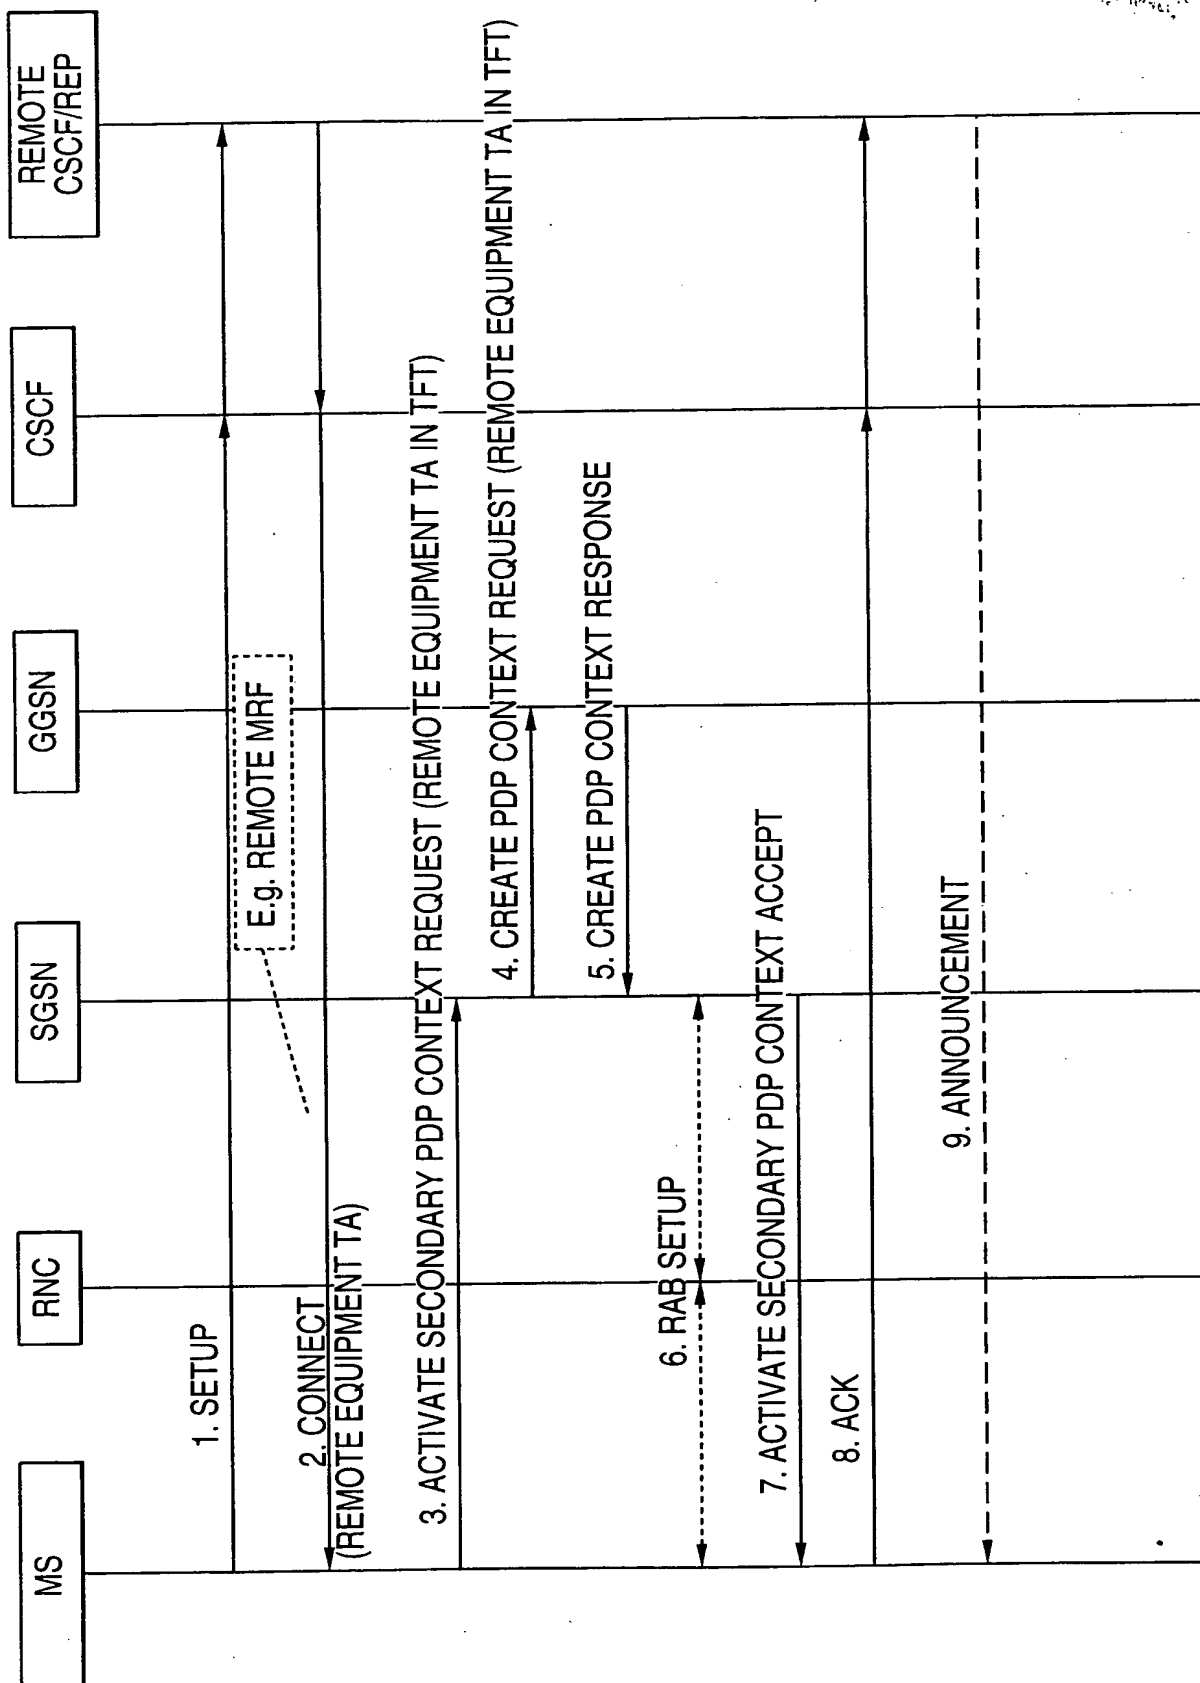 MS
RNC
SGSN
GGSN
CSCF
REMOTE
CSCF/REP
1. SETUP
E.g. REMOTE MRF
2. CONNECT
(REMOTE EQUIPMENT TA)
3. ACTIVATE SECONDARY PDP CONTEXT REQUEST (REMOTE EQUIPMENT TA IN TFT)
4. CREATE PDP CONTEXT REQUEST (REMOTE EQUIPMENT TA IN TFT)
5. CREATE PDP CONTEXT RESPONSE
6. RAB SETUP
7. ACTIVATE SECONDARY PDP CONTEXT ACCEPT
8. ACK
9. ANNOUNCEMENT